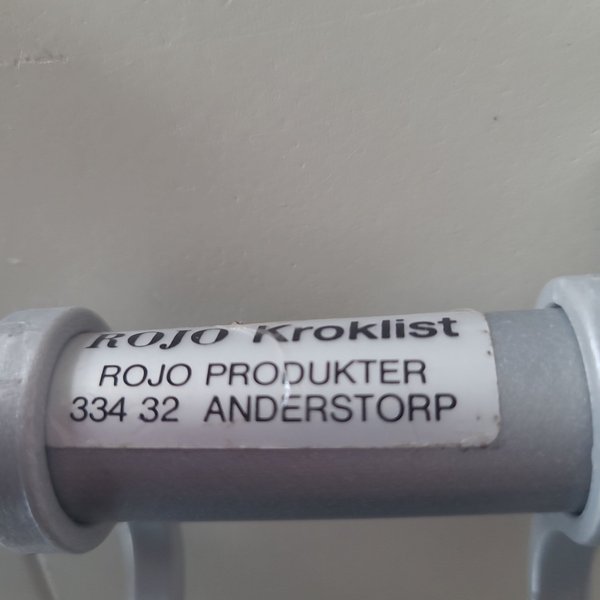 ROJO Kroklist
ROJO PRODUKTER
334 32 ANDERSTORP